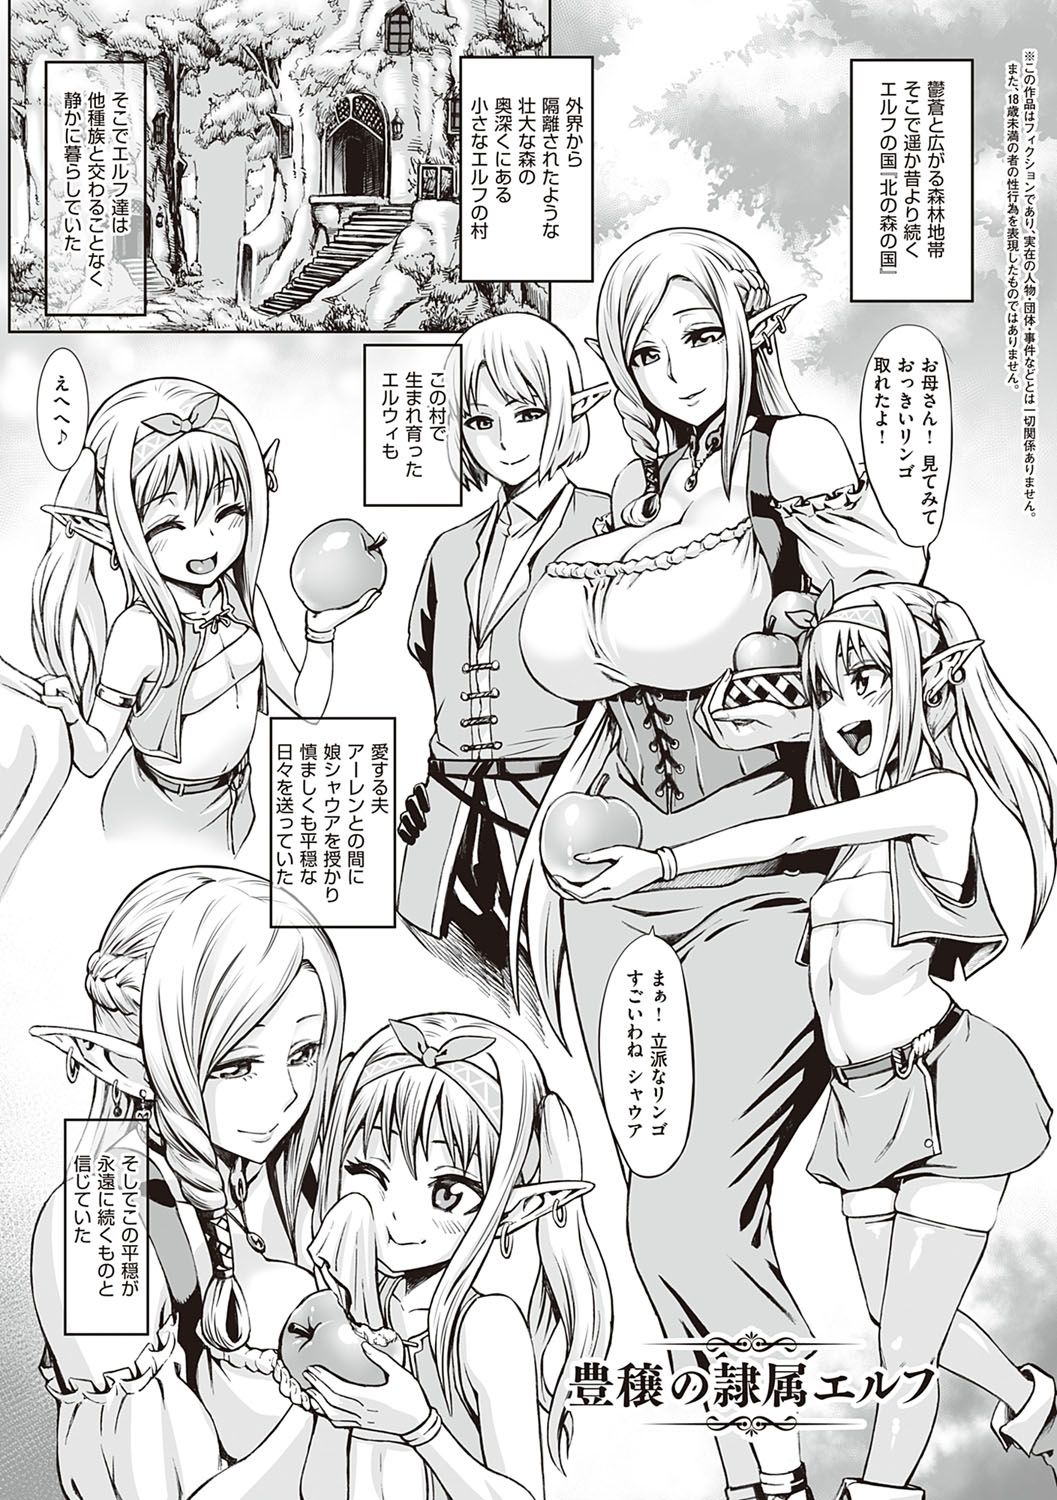 ※この作品はフィクションであり、実在の人物・団体・事件などとは一切関係ありません。
また、18歳未満の者の性行為を表現したものではありません。
鬱蒼と広がる森林地帯
そこで遥か昔より続く
エルフの国『北の森の国』
外界から
隔離されたような
壮大な森の
奥深くにある
小さなエルフの村
そこでエルフ達は
他種族と交わることなく
静かに暮らしていた
お母さん！見てみて
おっきいリンゴ
取れたよ！
この村で
生まれ育った
エルウィも
えへへ♪
愛する夫
アーレンとの間に
娘シャウアを授かり
慎ましくも平穏な
日々を送っていた
まぁ！立派なリンゴ
すごいわね シャウア
そしてこの平穏が
永遠に続くものと
信じていた
豊穣の隷属エルフ